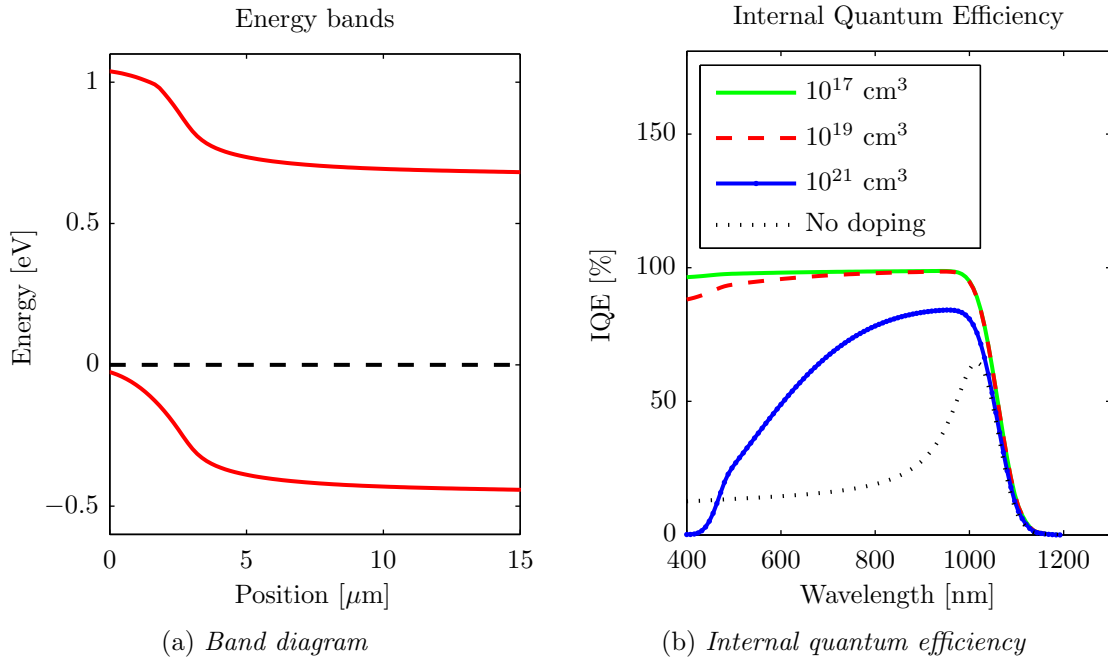 Energy bands
1
0.5
0
−0.5
Energy [eV]
0 5 10 15
Position [μm]
(a) Band diagram
Internal Quantum Efficiency
10^17 cm^3
10^19 cm^3
10^21 cm^3
No doping
150
100
50
0
IQE [%]
400 600 800 1000 1200
Wavelength [nm]
(b) Internal quantum efficiency